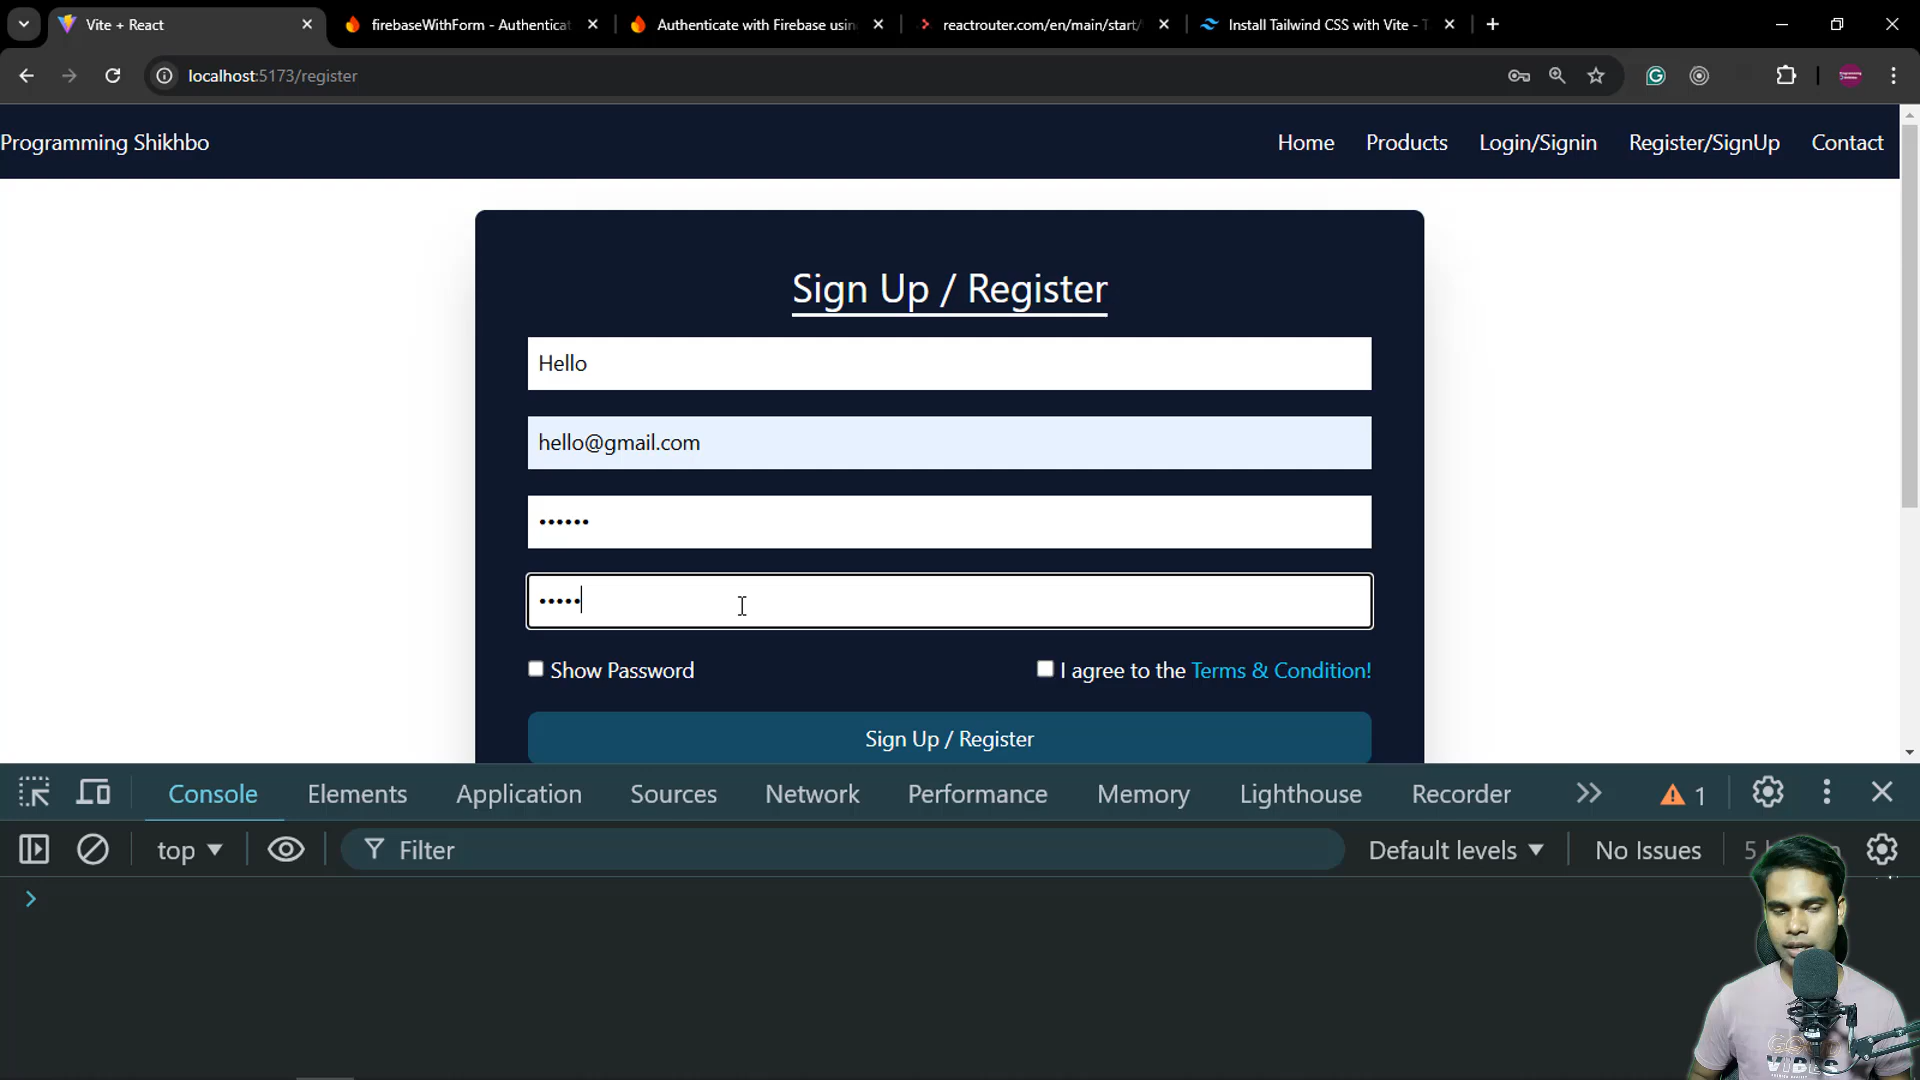 Vite + React
firebaseWithForm - Authenticat
Authenticate with Firebase usin
reactrouter.com/en/main/start/
Install Tailwind CSS with Vite - T
localhost:5173/register
Programming Shikhbo
Home
Products
Login/Signin
Register/SignUp
Contact
Sign Up / Register
Hello
hello@gmail.com
••••••
•••••
Show Password
I agree to the Terms & Condition!
Sign Up / Register
Console
Elements
Application
Sources
Network
Performance
Memory
Lighthouse
Recorder
1
top
Filter
Default levels
No Issues
5
GOOD
VIBES